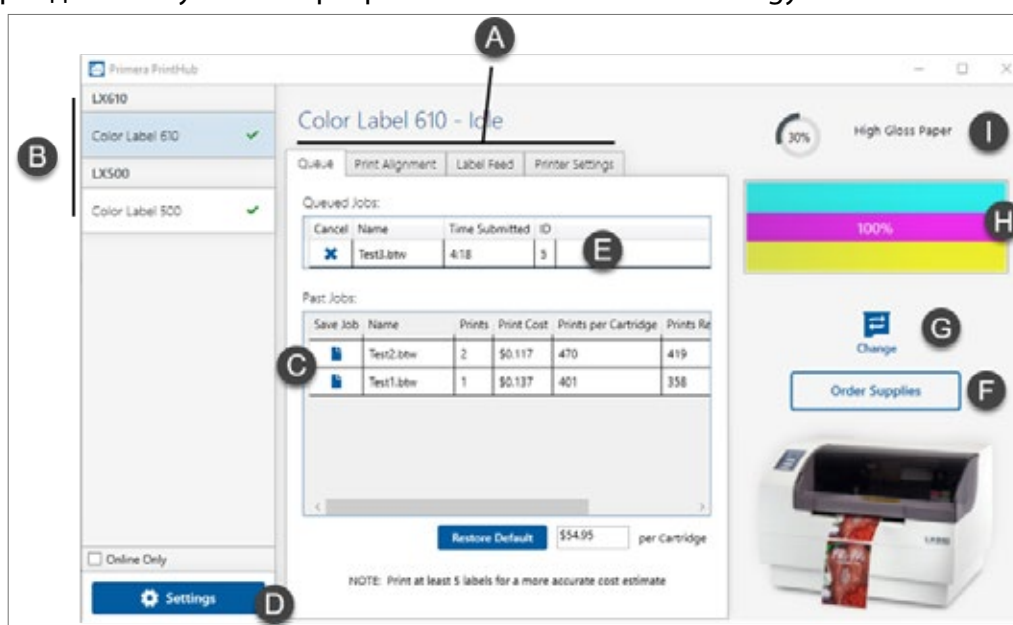 A
Primera PrintHub
LX610
Color Label 610
B
LX500
Color Label 500
Color Label 610 - Idle
Queue Print Alignment Label Feed Printer Settings
Queued Jobs:
Cancel Name Time Submitted ID
Test3.btw 4:18 5
E
Past Jobs:
Save Job Name Prints Print Cost Prints per Cartridge Prints Re
C
Test2.btw 2 $0.117 470 419
Test1.btw 1 $0.137 401 358
Restore Default $54.95 per Cartridge
NOTE: Print at least 5 labels for a more accurate cost estimate
Online Only
Settings
D
30% High Gloss Paper
I
100%
H
Change
G
Order Supplies
F